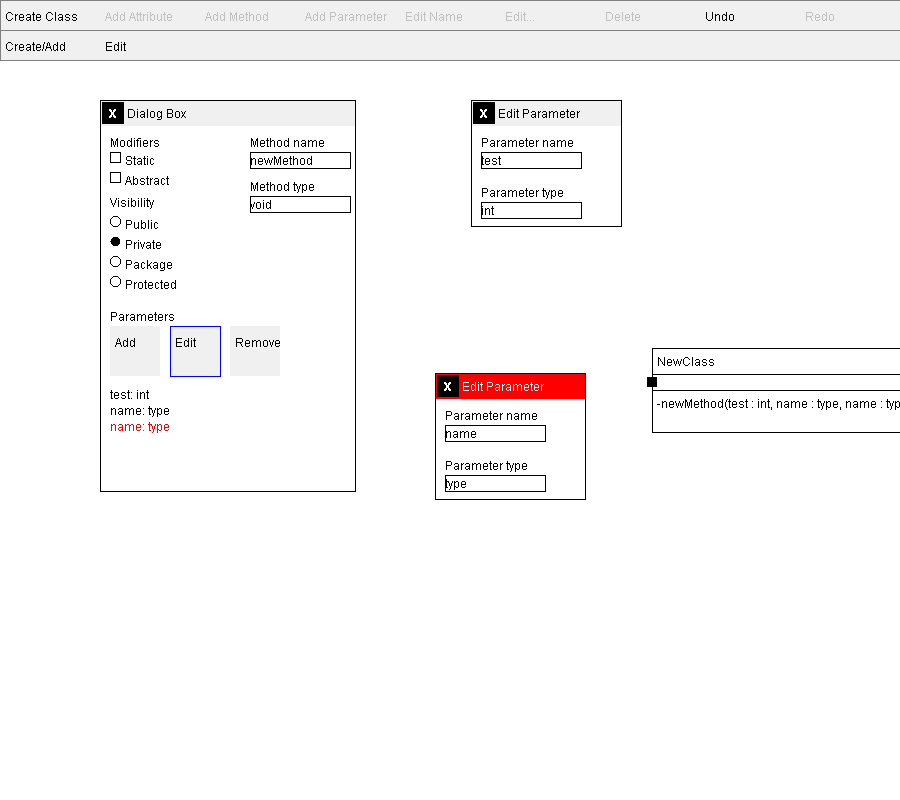 Create Class Add Attribute Add Method Add Parameter Edit Name Edit... Delete Undo Redo
Create/Add Edit
X Dialog Box
Modifiers
Static
Abstract
Visibility
Public
Private
Package
Protected
Method name
newMethod
Method type
void
Parameters
Add Edit Remove
test: int
name: type
name: type
X Edit Parameter
Parameter name
test
Parameter type
int
X Edit Parameter
Parameter name
name
Parameter type
type
NewClass
-newMethod(test : int, name : type, name : typ